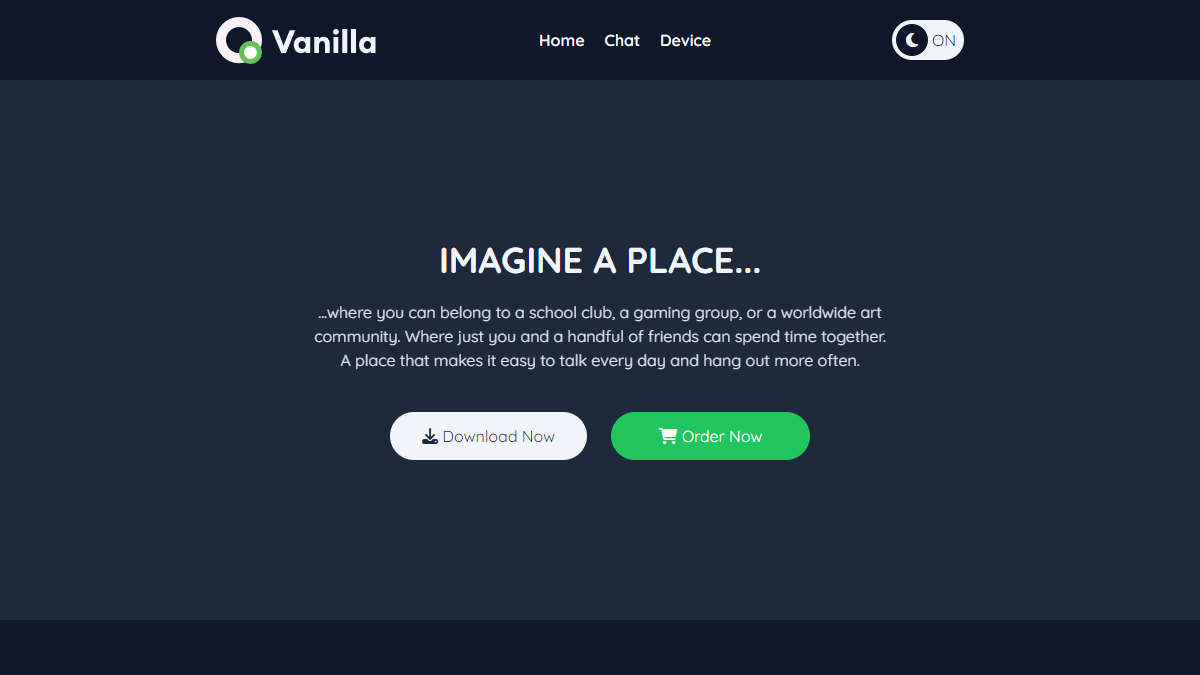 Vanilla
Home Chat Device
ON
IMAGINE A PLACE...
...where you can belong to a school club, a gaming group, or a worldwide art
community. Where just you and a handful of friends can spend time together.
A place that makes it easy to talk every day and hang out more often.
Download Now
Order Now